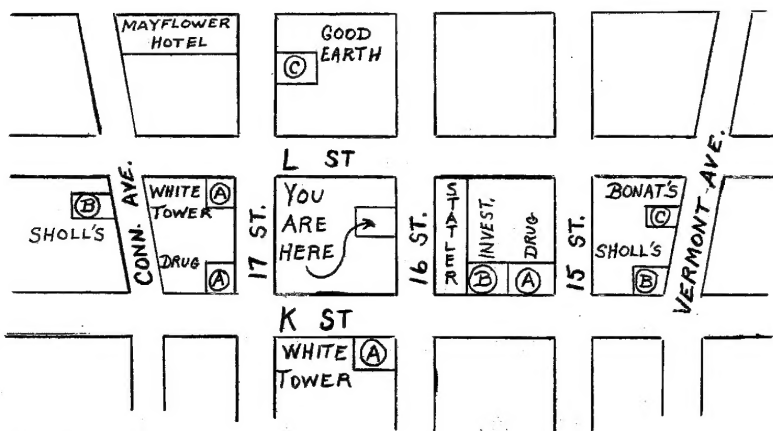 MAYFLOWER
HOTEL
GOOD
EARTH
C
L ST
CONN. AVE.
B
SHOLL'S
WHITE
TOWER
A
DRUG
A
17 ST.
YOU
ARE
HERE
16 ST.
STATLER
INVEST.
B
DRUG
A
15 ST.
BONAT'S
C
SHOLL'S
B
VERMONT AVE.
K ST
WHITE
TOWER
A